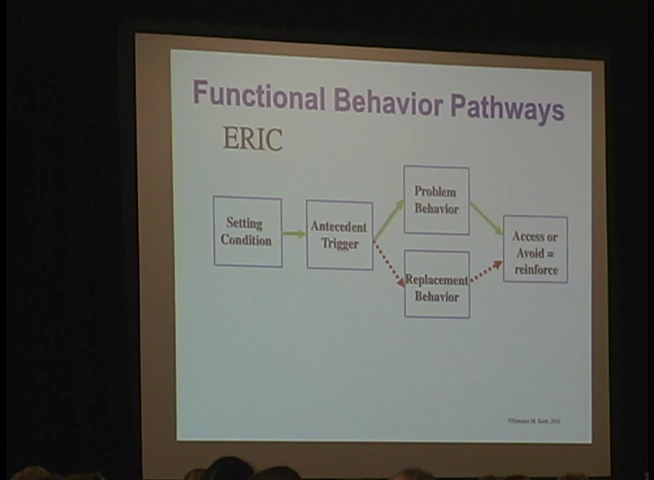 Functional Behavior Pathways
ERIC
Setting
Condition
Antecedent
Trigger
Problem
Behavior
Replacement
Behavior
Access or
Avoid =
reinforce